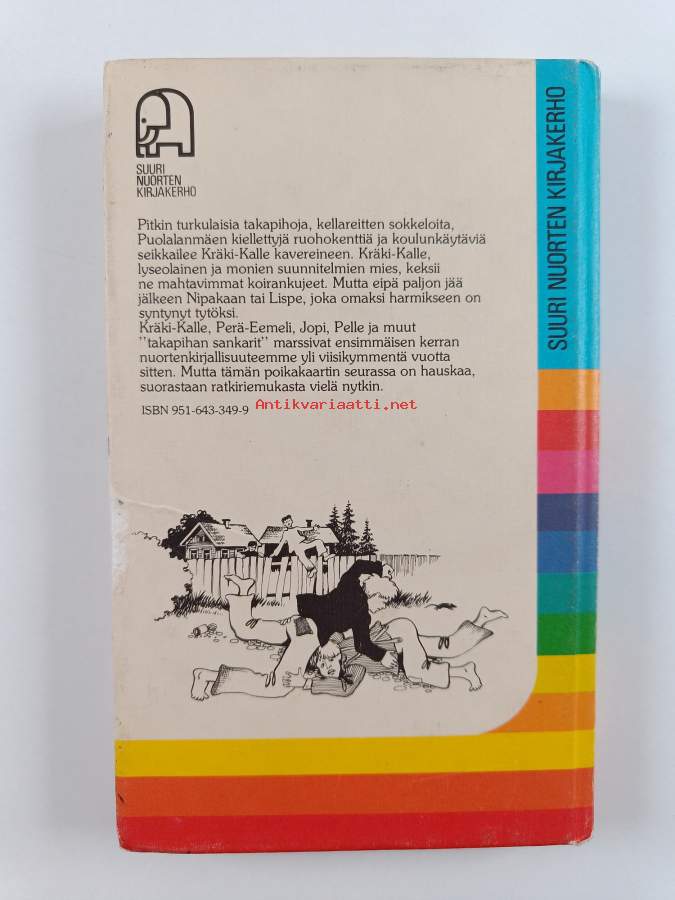 SUURI
NUORTEN
KIRJAKERHO
SUURI NUORTEN KIRJAKERHO
Pitkin turkulaisia takapihoja, kellareitten sokkeloita,
Puolalanmäen kiellettyjä ruohokenttiä ja koulunkäytäviä
seikkailee Kräki-Kalle kavereineen. Kräki-Kalle,
lyseolainen ja monien suunnitelmien mies, keksii
ne mahtavimmat koirankujeet. Mutta eipä paljon jää
jälkeen Nipakaan tai Lispe, joka omaksi harmikseen on
syntynyt tytöksi.
Kräki-Kalle, Perä-Eemeli, Jopi, Pelle ja muut
''takapihan sankarit'' marssivat ensimmäisen kerran
nuortenkirjallisuuteemme yli viisikymmentä vuotta
sitten. Mutta tämän poikakaartin seurassa on hauskaa,
suorastaan ratkiriemukasta vielä nytkin.
ISBN 951-643-349-9
Antikvariaatti.net